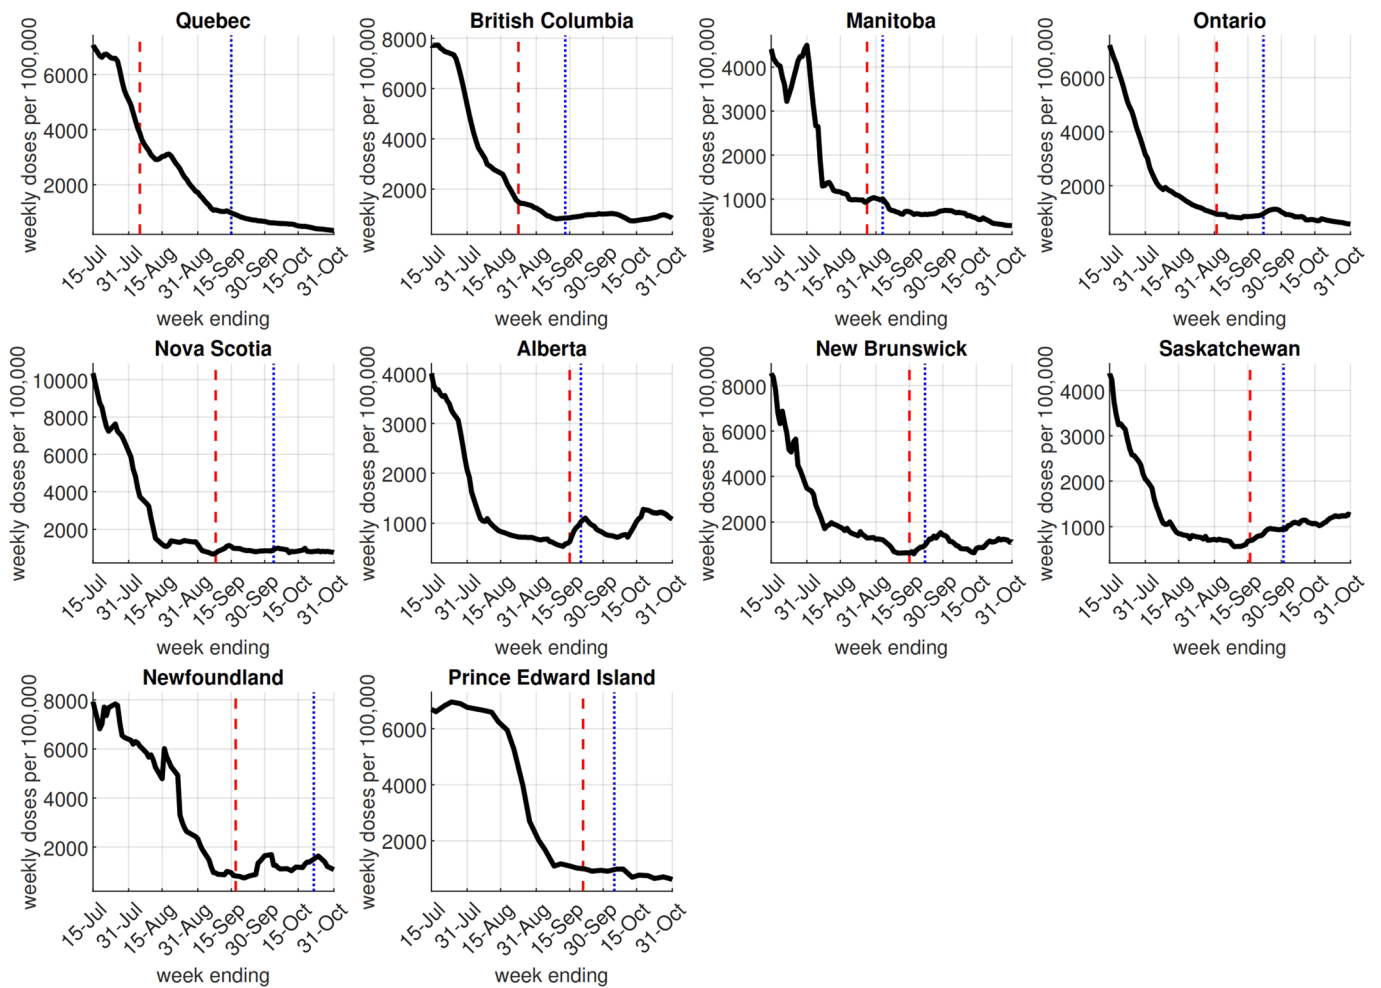 Quebec
weekly doses per 100,000
6000
4000
2000
15-Jul
31-Jul
15-Aug
31-Aug
15-Sep
30-Sep
15-Oct
31-Oct
week ending
British Columbia
weekly doses per 100,000
8000
6000
4000
2000
15-Jul
31-Jul
15-Aug
31-Aug
15-Sep
30-Sep
15-Oct
31-Oct
week ending
Manitoba
weekly doses per 100,000
4000
3000
2000
1000
15-Jul
31-Jul
15-Aug
31-Aug
15-Sep
30-Sep
15-Oct
31-Oct
week ending
Ontario
weekly doses per 100,000
6000
4000
2000
15-Jul
31-Jul
15-Aug
31-Aug
15-Sep
30-Sep
15-Oct
31-Oct
week ending
Nova Scotia
weekly doses per 100,000
10000
8000
6000
4000
2000
15-Jul
31-Jul
15-Aug
31-Aug
15-Sep
30-Sep
15-Oct
31-Oct
week ending
Alberta
weekly doses per 100,000
4000
3000
2000
1000
15-Jul
31-Jul
15-Aug
31-Aug
15-Sep
30-Sep
15-Oct
31-Oct
week ending
New Brunswick
weekly doses per 100,000
8000
6000
4000
2000
15-Jul
31-Jul
15-Aug
31-Aug
15-Sep
30-Sep
15-Oct
31-Oct
week ending
Saskatchewan
weekly doses per 100,000
4000
3000
2000
1000
15-Jul
31-Jul
15-Aug
31-Aug
15-Sep
30-Sep
15-Oct
31-Oct
week ending
Newfoundland
weekly doses per 100,000
8000
6000
4000
2000
15-Jul
31-Jul
15-Aug
31-Aug
15-Sep
30-Sep
15-Oct
31-Oct
week ending
Prince Edward Island
weekly doses per 100,000
6000
4000
2000
15-Jul
31-Jul
15-Aug
31-Aug
15-Sep
30-Sep
15-Oct
31-Oct
week ending